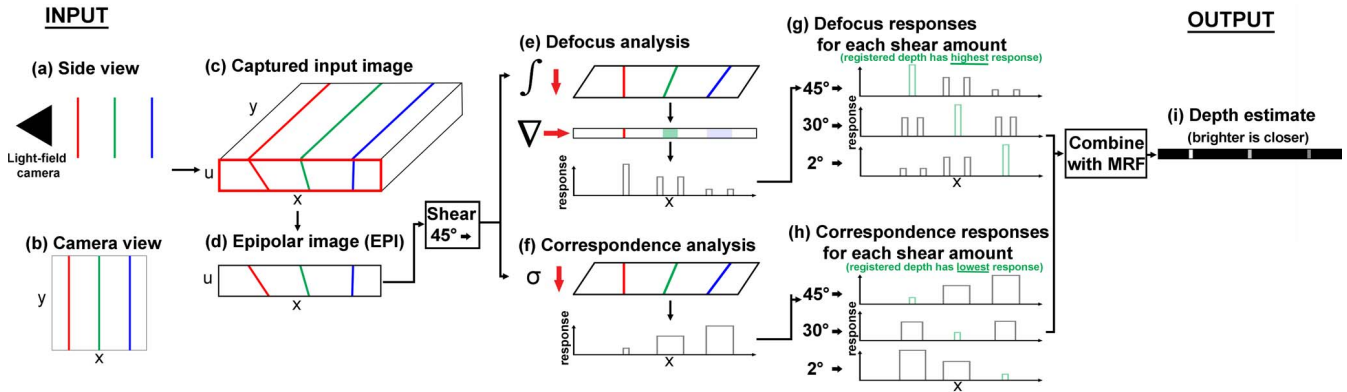 INPUT
(a) Side view
Light-field
camera
(b) Camera view
y
x
(c) Captured input image
y
u
x
(d) Epipolar image (EPI)
u
x
Shear
45°
(e) Defocus analysis
∫
∇
response
x
(f) Correspondence analysis
σ
response
x
(g) Defocus responses
for each shear amount
(registered depth has highest response)
45°
30°
2°
response
x
(h) Correspondence responses
for each shear amount
(registered depth has lowest response)
45°
30°
2°
response
x
Combine
with MRF
OUTPUT
(i) Depth estimate
(brighter is closer)